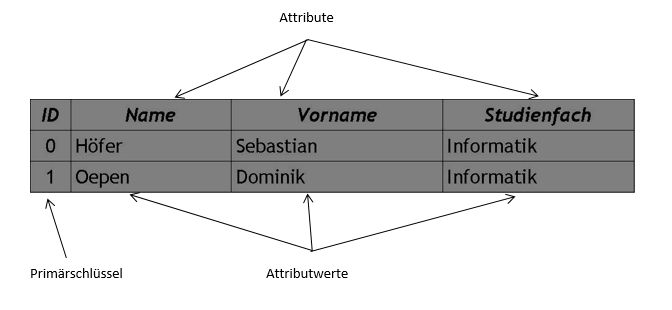 Attribute
ID Name Vorname Studienfach
0 Höfer Sebastian Informatik
1 Oepen Dominik Informatik
Primärschlüssel Attributwerte